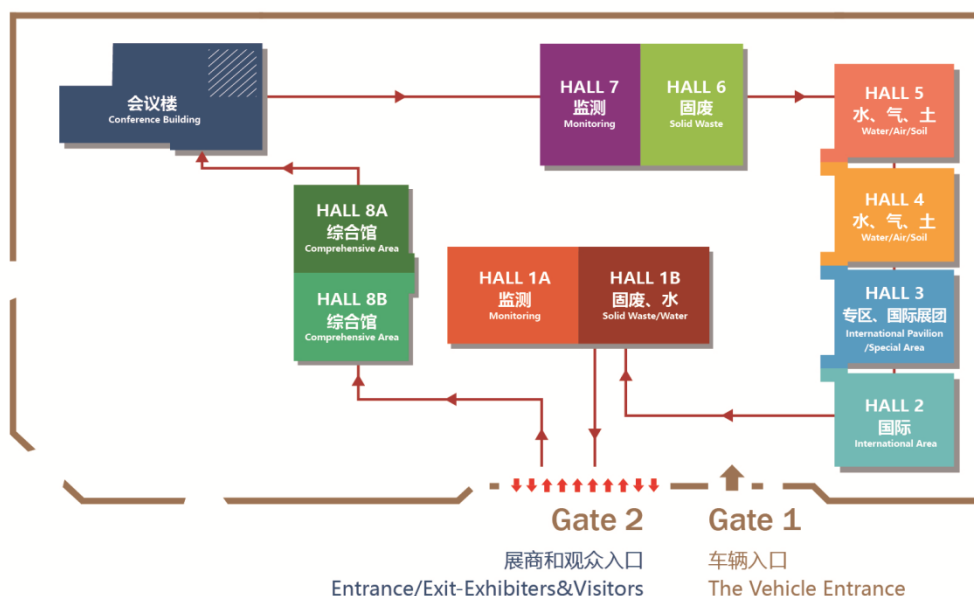 会议楼
Conference Building
HALL 7
监测
Monitoring
HALL 6
固废
Solid Waste
HALL 5
水、气、土
Water/Air/Soil
HALL 4
水、气、土
Water/Air/Soil
HALL 8A
综合馆
Comprehensive Area
HALL 8B
综合馆
Comprehensive Area
HALL 1A
监测
Monitoring
HALL 1B
固废、水
Solid Waste/Water
HALL 3
专区、国际展团
International Pavilion
/Special Area
HALL 2
国际
International Area
Gate 2
展商和观众入口
Entrance/Exit-Exhibiters&Visitors
Gate 1
车辆入口
The Vehicle Entrance